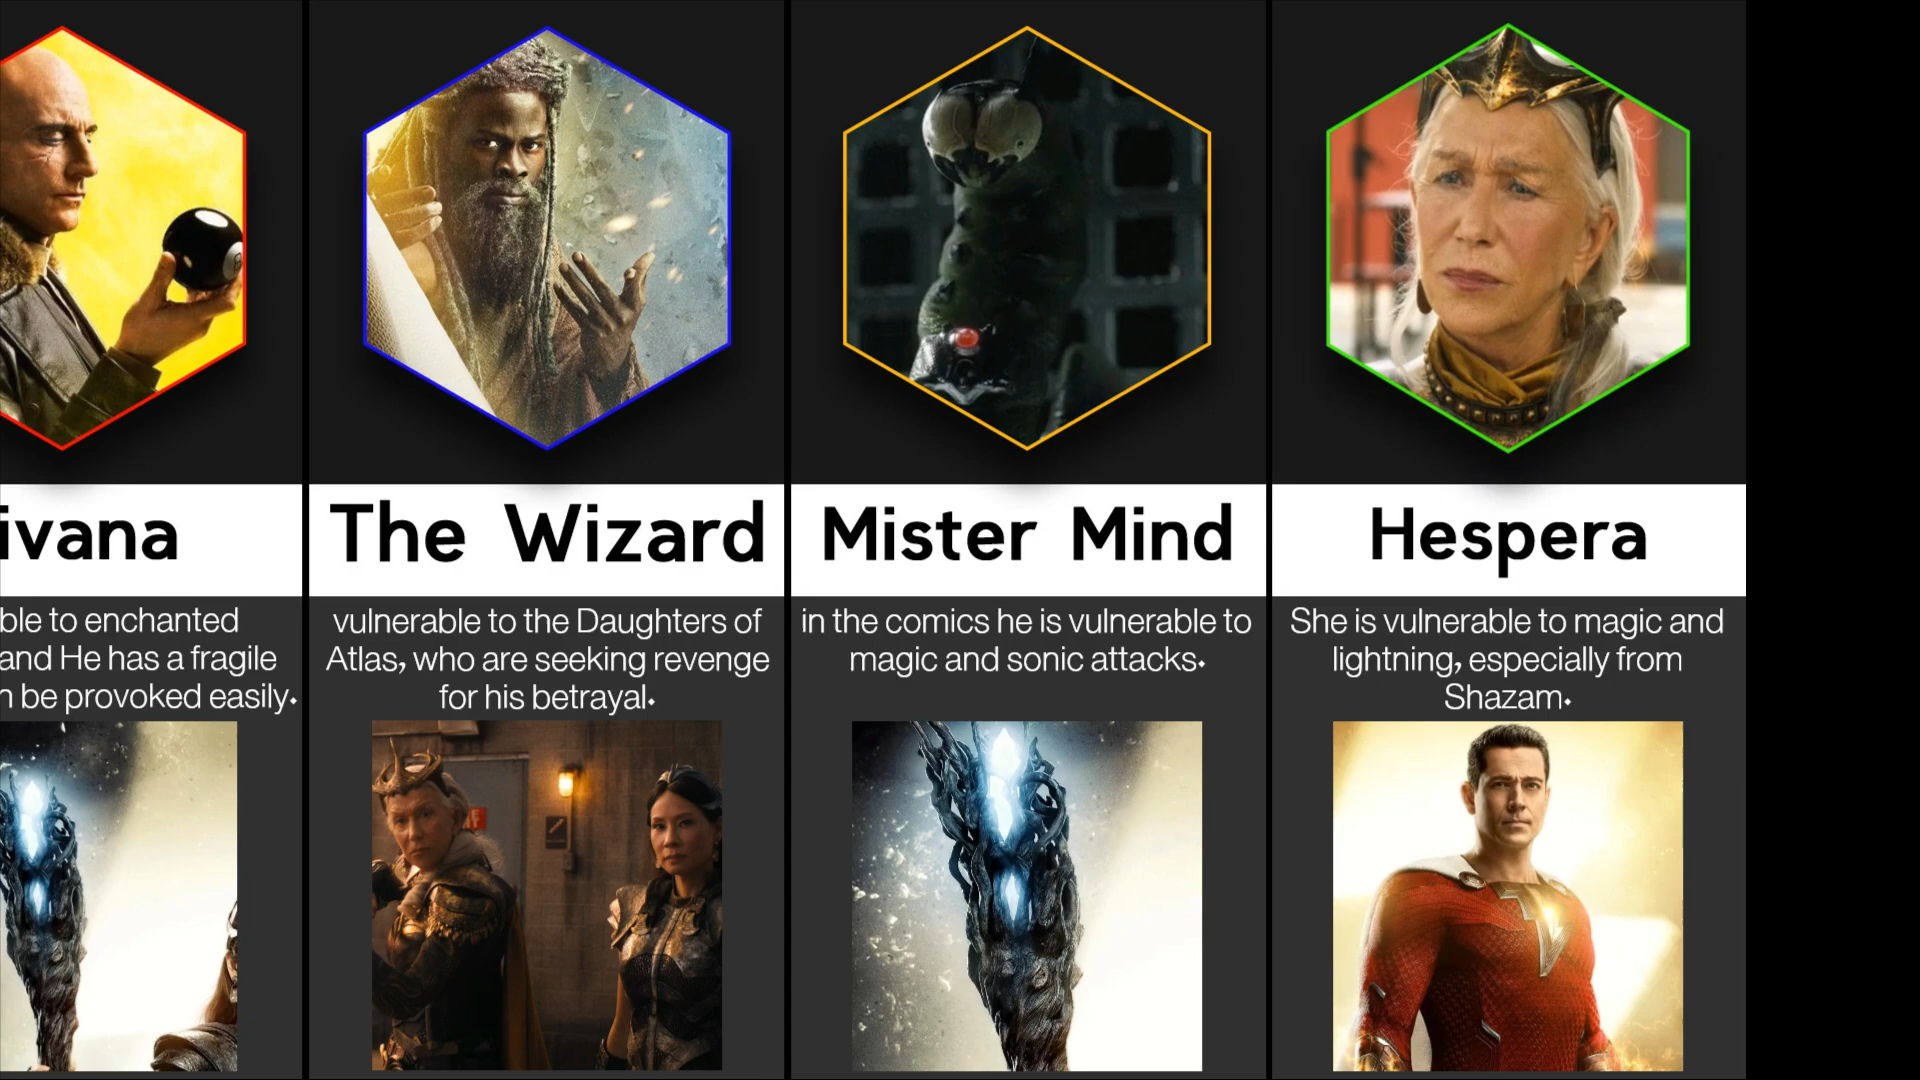 ivana
ble to enchanted
and He has a fragile
n be provoked easily.
The Wizard
vulnerable to the Daughters of
Atlas, who are seeking revenge
for his betrayal.
Mister Mind
in the comics he is vulnerable to
magic and sonic attacks.
Hespera
She is vulnerable to magic and
lightning, especially from
Shazam.